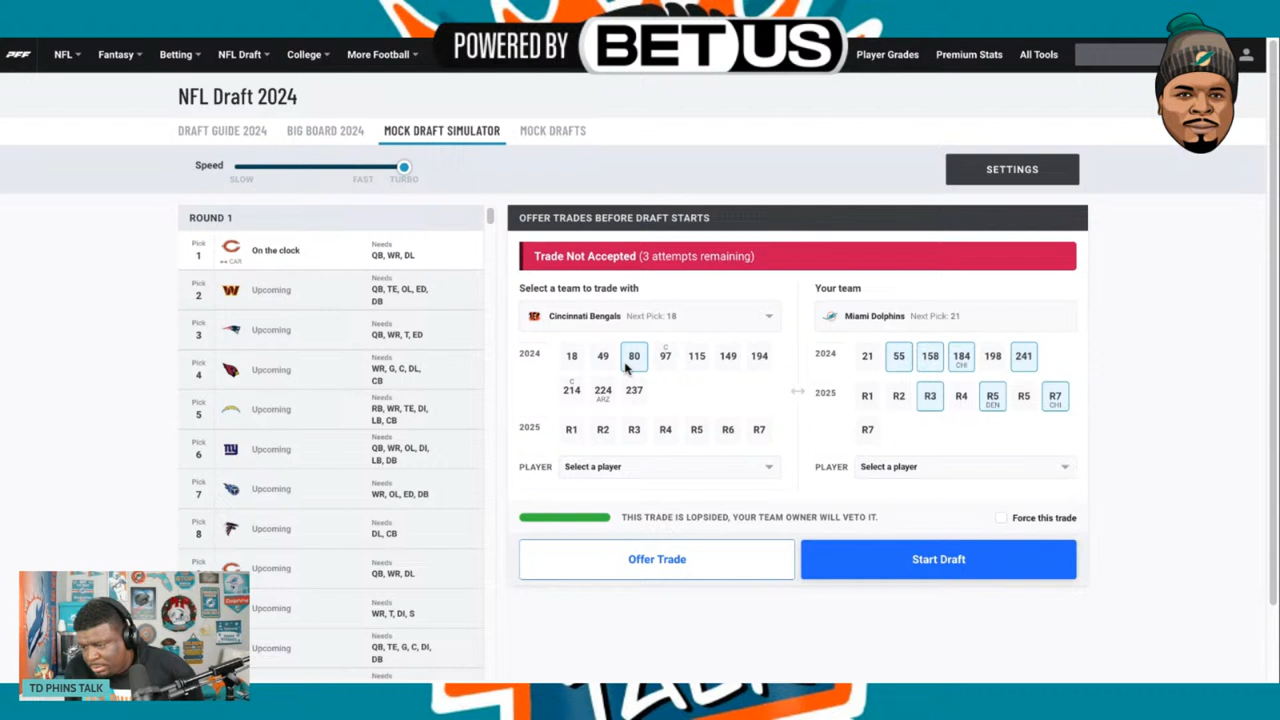 POWERED BY BETUS
PFF NFL Fantasy Betting NFL Draft College More Football Player Grades Premium Stats All Tools
NFL Draft 2024
DRAFT GUIDE 2024 BIG BOARD 2024 MOCK DRAFT SIMULATOR MOCK DRAFTS
Speed
SLOW FAST TURBO
SETTINGS
ROUND 1
Pick 1 CAR On the clock Needs QB, WR, DL
Pick 2 Upcoming Needs QB, TE, OL, ED, DB
Pick 3 Upcoming Needs QB, WR, T, ED
Pick 4 Upcoming Needs WR, G, C, DL, CB
Pick 5 Upcoming Needs RB, WR, TE, DI, LB, CB
Pick 6 Upcoming Needs QB, WR, OL, DI, LB, DB
Pick 7 Upcoming Needs WR, OL, ED, DB
Pick 8 Upcoming Needs DL, CB
Upcoming Needs QB, WR, DL
Upcoming Needs WR, T, DI, S
Upcoming Needs QB, TE, G, C, DI, DB
Needs
OFFER TRADES BEFORE DRAFT STARTS
Trade Not Accepted (3 attempts remaining)
Select a team to trade with
Cincinnati Bengals Next Pick: 18
2024 18 49 80 C 97 115 149 194
C 214 224 ARZ 237
2025 R1 R2 R3 R4 R5 R6 R7
PLAYER Select a player
Your team
Miami Dolphins Next Pick: 21
2024 21 55 158 184 CHI 198 241
2025 R1 R2 R3 R4 R5 DEN R5 R7 CHI
R7
PLAYER Select a player
THIS TRADE IS LOPSIDED, YOUR TEAM OWNER WILL VETO IT.
Force this trade
Offer Trade
Start Draft
TD PHINS TALK
TALK